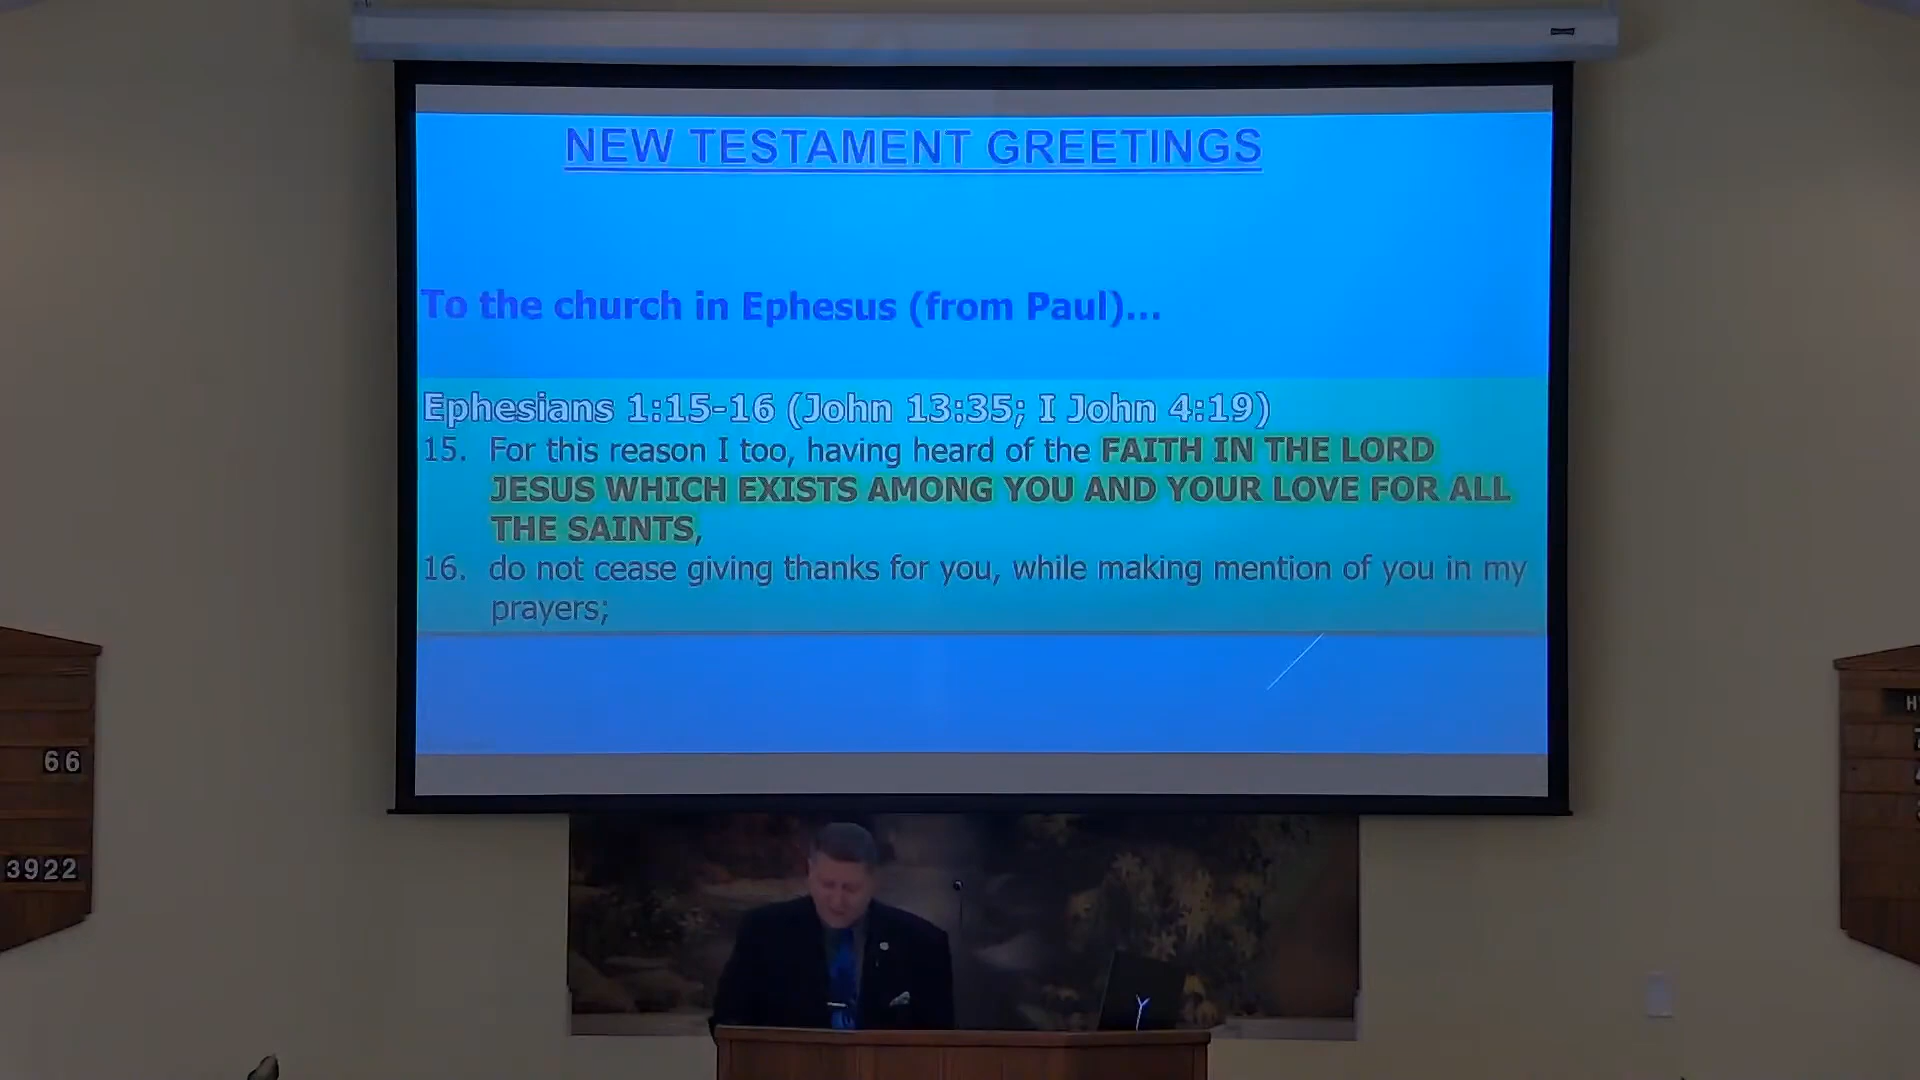 NEW TESTAMENT GREETINGS
To the church in Ephesus (from Paul)...
Ephesians 1:15-16 (John 13:35; I John 4:19)
15. For this reason I too, having heard of the FAITH IN THE LORD
JESUS WHICH EXISTS AMONG YOU AND YOUR LOVE FOR ALL
THE SAINTS,
16. do not cease giving thanks for you, while making mention of you in my
prayers;
66
3922